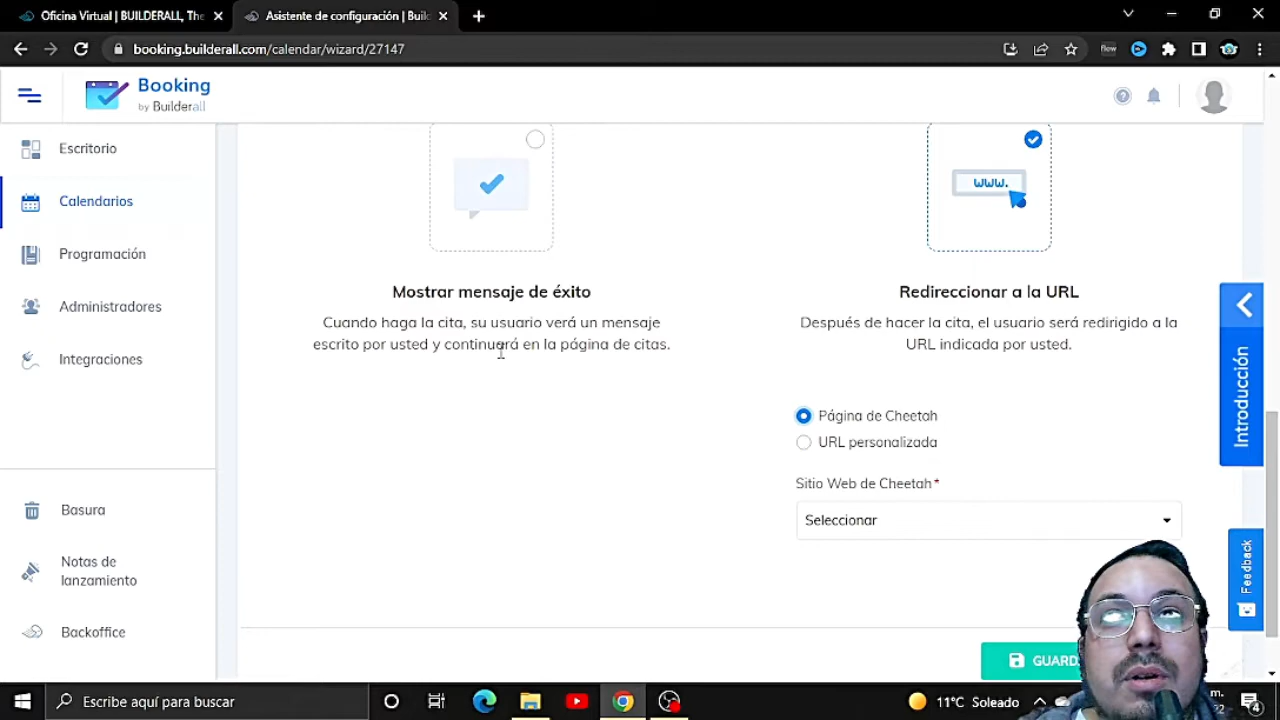 Oficina Virtual | BUILDERALL, The
Asistente de configuración | Buil
booking.builderall.com/calendar/wizard/27147
flow
Booking
by Builderall
Escritorio
Calendarios
Programación
Administradores
Integraciones
Basura
Notas de
lanzamiento
Backoffice
www.
Mostrar mensaje de éxito
Cuando haga la cita, su usuario verá un mensaje
escrito por usted y continuará en la página de citas.
Redireccionar a la URL
Después de hacer la cita, el usuario será redirigido a la
URL indicada por usted.
Página de Cheetah
URL personalizada
Sitio Web de Cheetah*
Seleccionar
GUARD
Introducción
Feedback
Escribe aquí para buscar
11°C Soleado
4